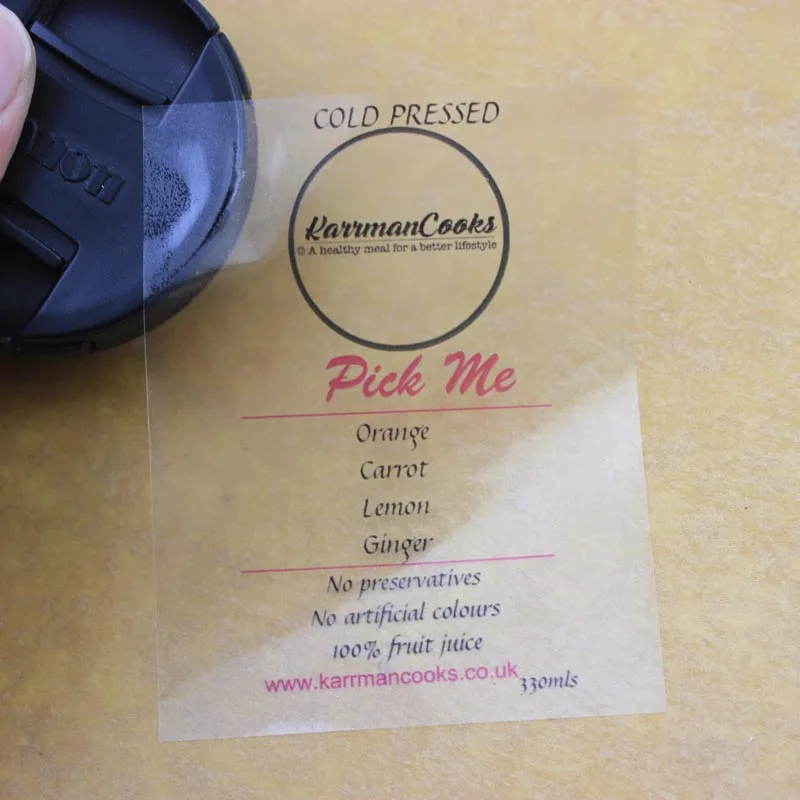 COLD PRESSED
KarrmanCooks
© A healthy meal for a better lifestyle
Pick Me
Orange
Carrot
Lemon
Ginger
No preservatives
No artificial colours
100% fruit juice
www.karrmancooks.co.uk
330mls